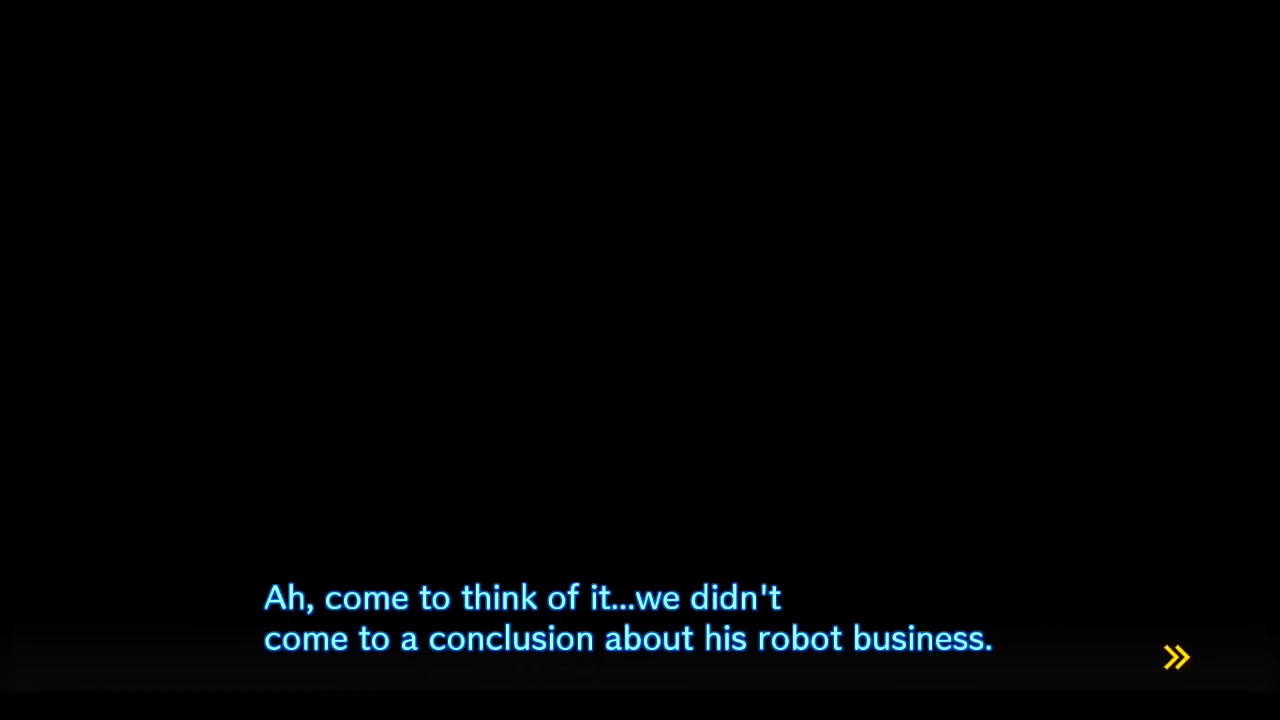 Ah, come to think of it...we didn't
come to a conclusion about his robot business.